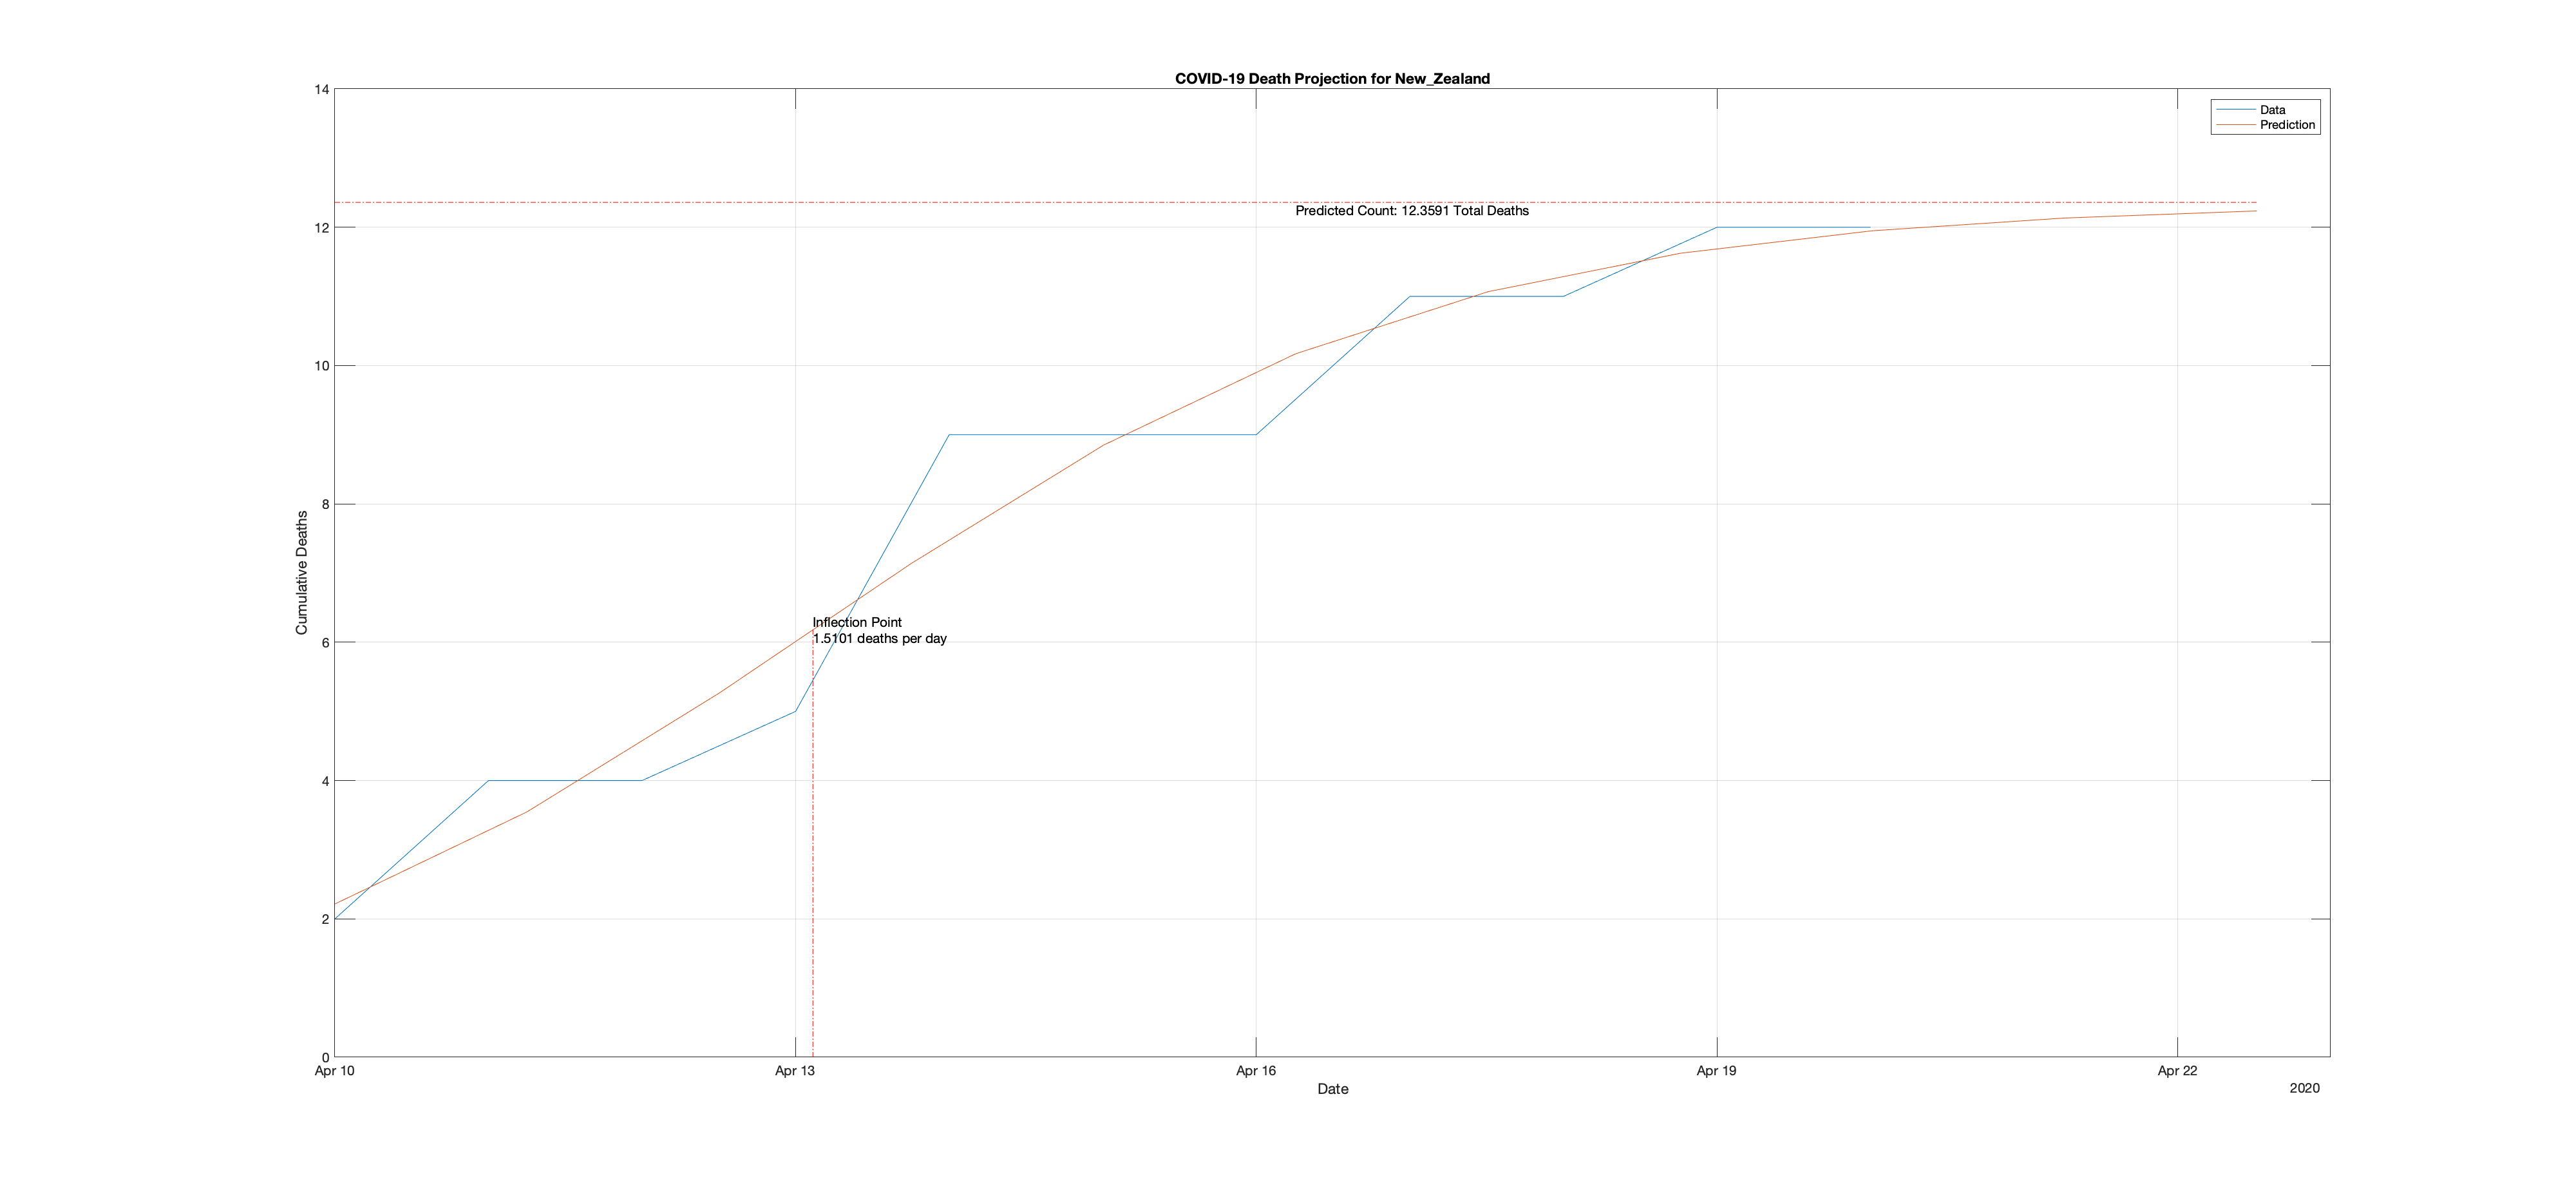 COVID-19 Death Projection for New_Zealand
14
Data
Prediction
Predicted Count: 12.3591 Total Deaths
12
10
8
Cumulative Deaths
Inflection Point
1.5101 deaths per day
6
4
2
0
Apr 10 Apr 13 Apr 16 Apr 19 Apr 22
Date
2020